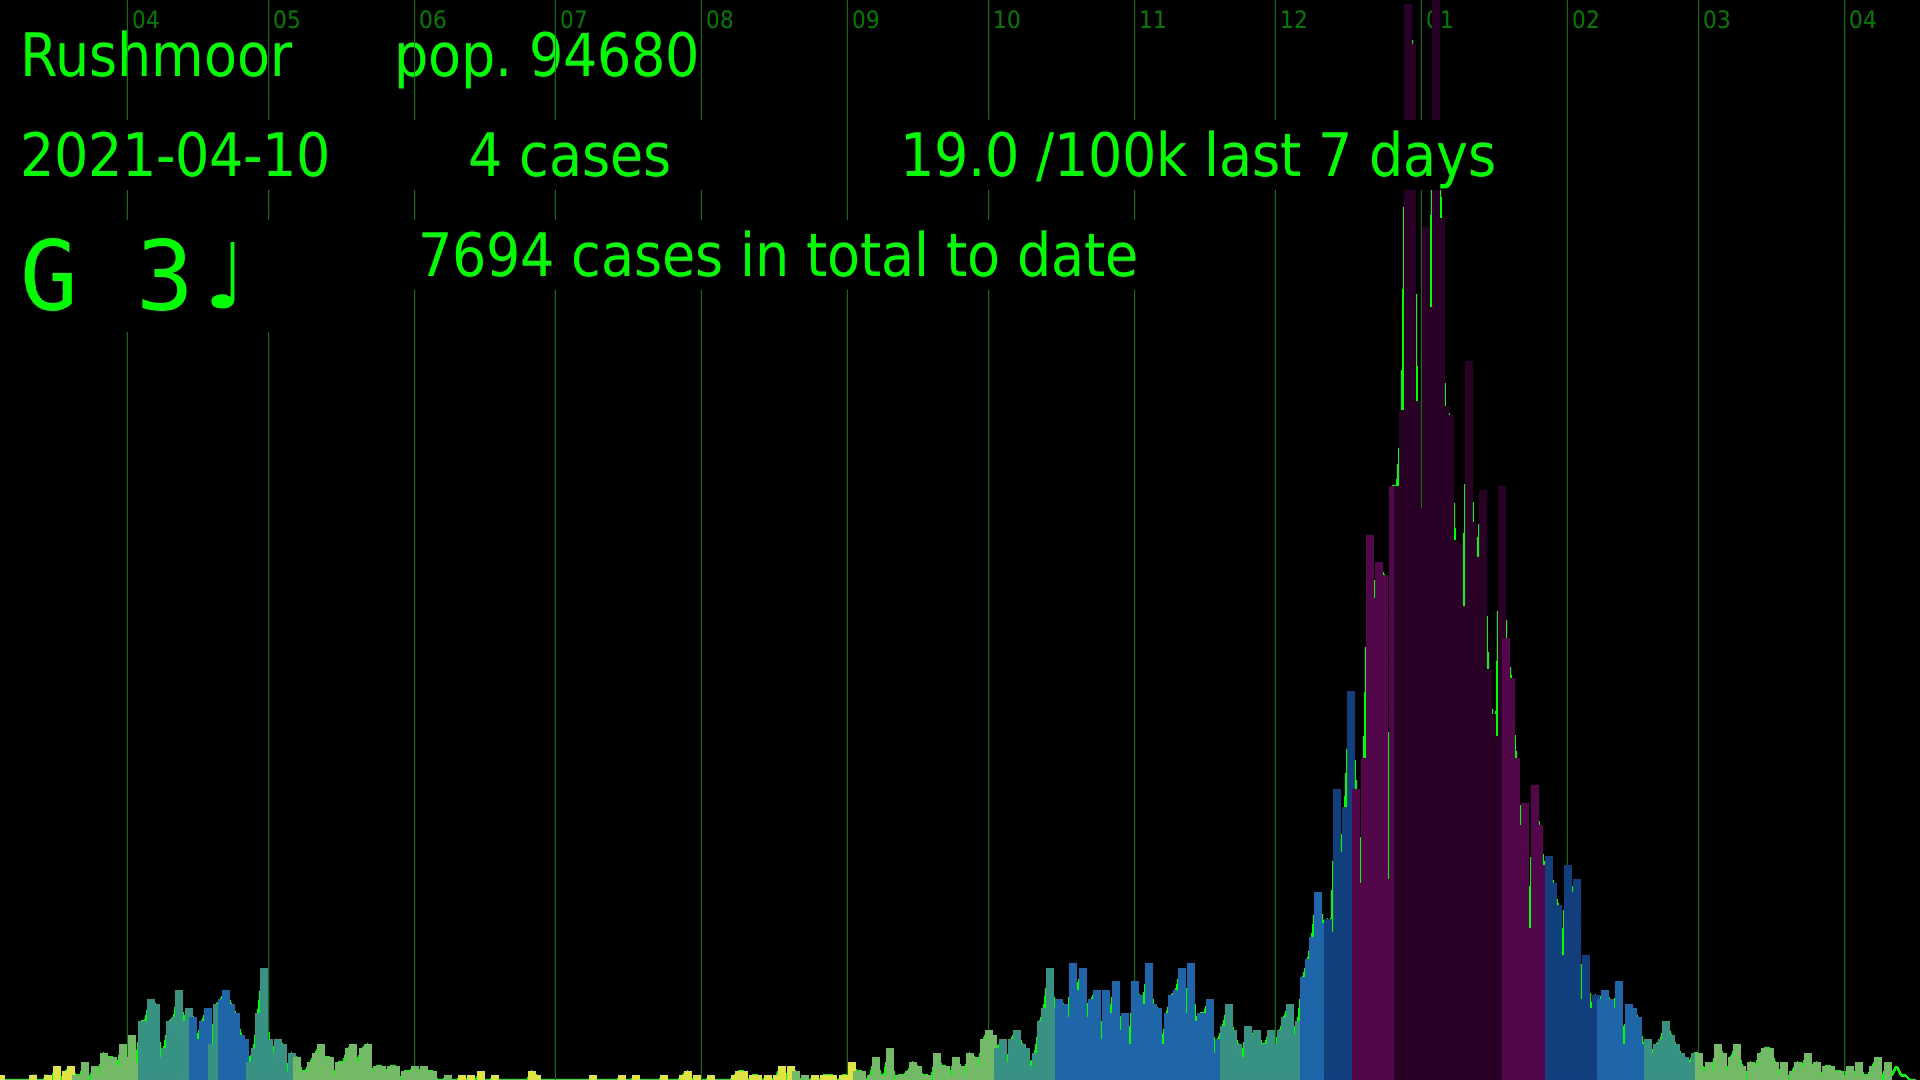 04 05 06 07 08 09 10 11 12 01 02 03 04
Rushmoor pop. 94680
2021-04-10 4 cases 19.0 /100k last 7 days
G 3♩ 7694 cases in total to date